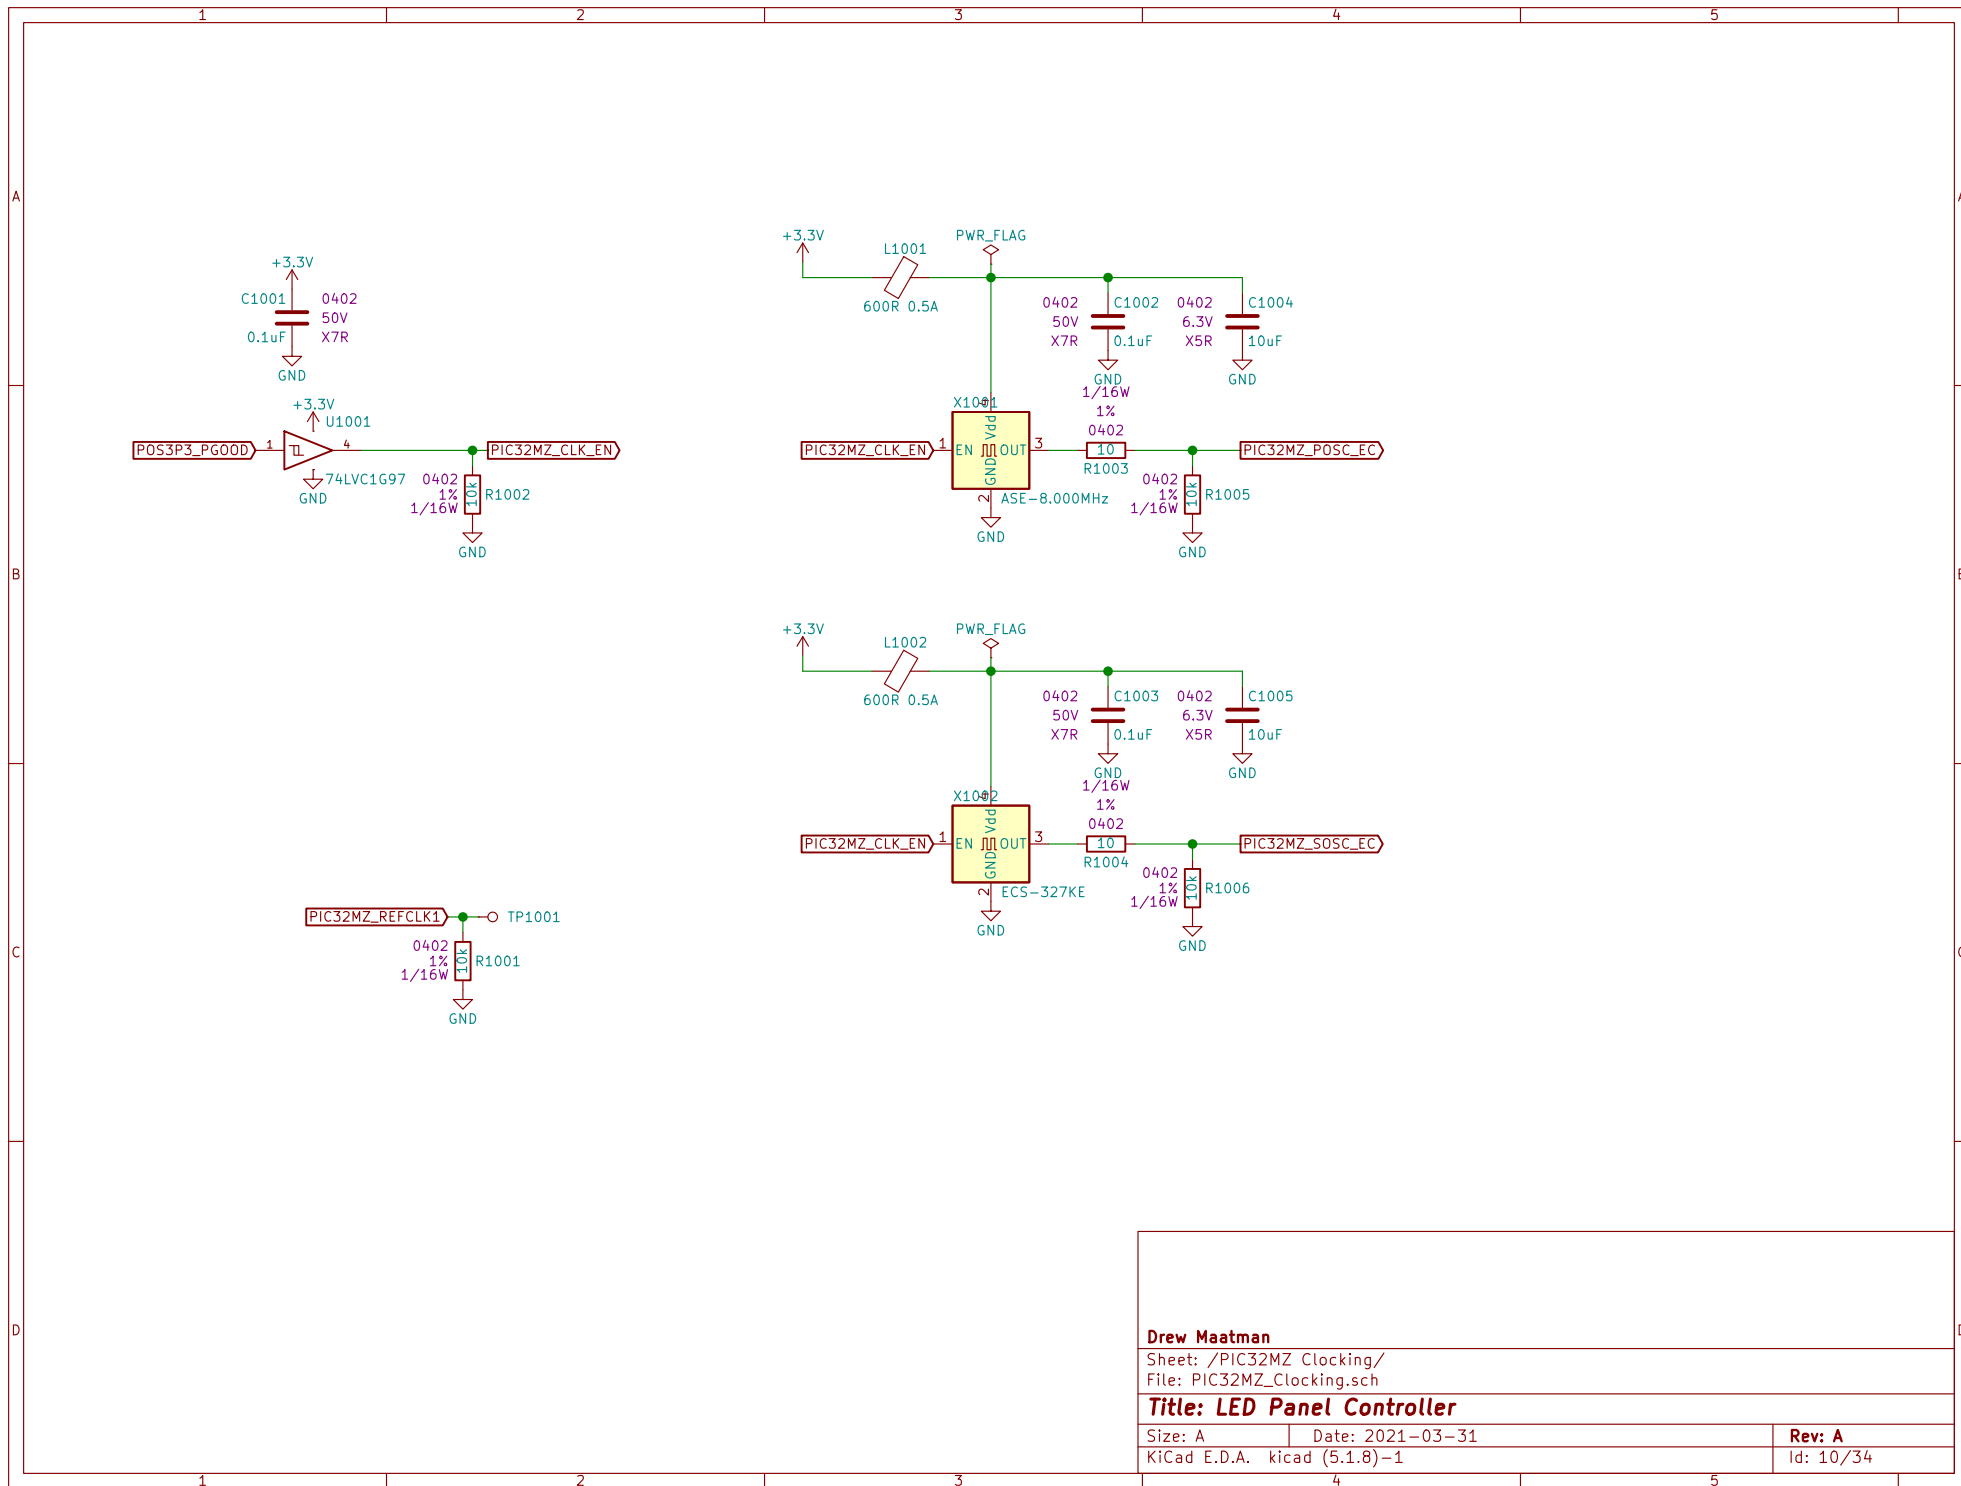 1 2 3 4 5
A
B
C
D
+3.3V
C1001 0402
50V
0.1uF X7R
GND
+3.3V
U1001
POS3P3_PGOOD 1 4 PIC32MZ_CLK_EN
74LVC1G97
GND
0402
1% 10k R1002
1/16W
GND
+3.3V L1001 PWR_FLAG
600R 0.5A
0402 C1002
50V
X7R 0.1uF
GND
0402 C1004
6.3V
X5R 10uF
GND
X1001 4
PIC32MZ_CLK_EN 1 EN Vdd OUT 3
GND
2 ASE-8.000MHz
GND
1/16W
1%
0402
10
R1003
PIC32MZ_POSC_EC
0402
1% 10k R1005
1/16W
GND
+3.3V L1002 PWR_FLAG
600R 0.5A
0402 C1003
50V
X7R 0.1uF
GND
0402 C1005
6.3V
X5R 10uF
GND
X1002 4
PIC32MZ_CLK_EN 1 EN Vdd OUT 3
GND
2 ECS-327KE
GND
1/16W
1%
0402
10
R1004
PIC32MZ_SOSC_EC
0402
1% 10k R1006
1/16W
GND
PIC32MZ_REFCLK1 TP1001
0402
1% 10k R1001
1/16W
GND
Drew Maatman
Sheet: /PIC32MZ Clocking/
File: PIC32MZ_Clocking.sch
Title: LED Panel Controller
Size: A Date: 2021-03-31 Rev: A
KiCad E.D.A. kicad (5.1.8)-1 Id: 10/34
1 2 3 4 5